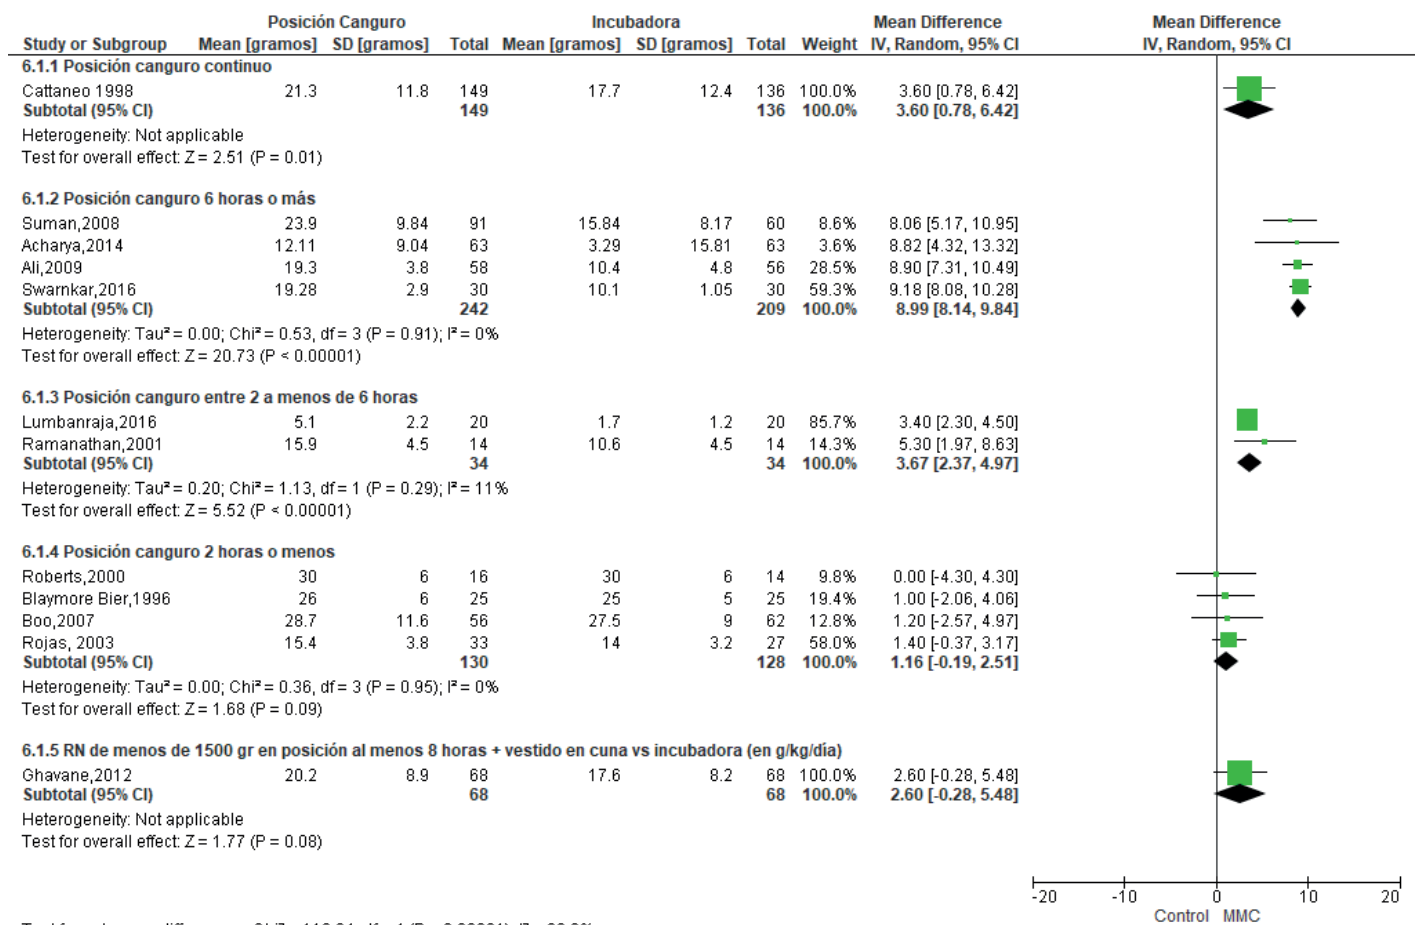 Posición Canguro Incubadora Mean Difference Mean Difference
Study or Subgroup Mean [gramos] SD [gramos] Total Mean [gramos] SD [gramos] Total Weight IV, Random, 95% CI IV, Random, 95% CI
6.1.1 Posición canguro continuo
Cattaneo 1998 21.3 11.8 149 17.7 12.4 136 100.0% 3.60 [0.78, 6.42]
Subtotal (95% CI) 149 136 100.0% 3.60 [0.78, 6.42]
Heterogeneity: Not applicable
Test for overall effect: Z = 2.51 (P = 0.01)
6.1.2 Posición canguro 6 horas o más
Suman,2008 23.9 9.84 91 15.84 8.17 60 8.6% 8.06 [5.17, 10.95]
Acharya,2014 12.11 9.04 63 3.29 15.81 63 3.6% 8.82 [4.32, 13.32]
Ali,2009 19.3 3.8 58 10.4 4.8 56 28.5% 8.90 [7.31, 10.49]
Swarnkar,2016 19.28 2.9 30 10.1 1.05 30 59.3% 9.18 [8.08, 10.28]
Subtotal (95% CI) 242 209 100.0% 8.99 [8.14, 9.84]
Heterogeneity: Tau² = 0.00; Chi² = 0.53, df = 3 (P = 0.91); I² = 0%
Test for overall effect: Z = 20.73 (P < 0.00001)
6.1.3 Posición canguro entre 2 a menos de 6 horas
Lumbanraja,2016 5.1 2.2 20 1.7 1.2 20 85.7% 3.40 [2.30, 4.50]
Ramanathan,2001 15.9 4.5 14 10.6 4.5 14 14.3% 5.30 [1.97, 8.63]
Subtotal (95% CI) 34 34 100.0% 3.67 [2.37, 4.97]
Heterogeneity: Tau² = 0.20; Chi² = 1.13, df = 1 (P = 0.29); I² = 11%
Test for overall effect: Z = 5.52 (P < 0.00001)
6.1.4 Posición canguro 2 horas o menos
Roberts,2000 30 6 16 30 6 14 9.8% 0.00 [-4.30, 4.30]
Blaymore Bier,1996 26 6 25 25 5 25 19.4% 1.00 [-2.06, 4.06]
Boo,2007 28.7 11.6 56 27.5 9 62 12.8% 1.20 [-2.57, 4.97]
Rojas, 2003 15.4 3.8 33 14 3.2 27 58.0% 1.40 [-0.37, 3.17]
Subtotal (95% CI) 130 128 100.0% 1.16 [-0.19, 2.51]
Heterogeneity: Tau² = 0.00; Chi² = 0.36, df = 3 (P = 0.95); I² = 0%
Test for overall effect: Z = 1.68 (P = 0.09)
6.1.5 RN de menos de 1500 gr en posición al menos 8 horas + vestido en cuna vs incubadora (en g/kg/día)
Ghavane,2012 20.2 8.9 68 17.6 8.2 68 100.0% 2.60 [-0.28, 5.48]
Subtotal (95% CI) 68 68 100.0% 2.60 [-0.28, 5.48]
Heterogeneity: Not applicable
Test for overall effect: Z = 1.77 (P = 0.08)
-20 -10 0 10 20
Control MMC